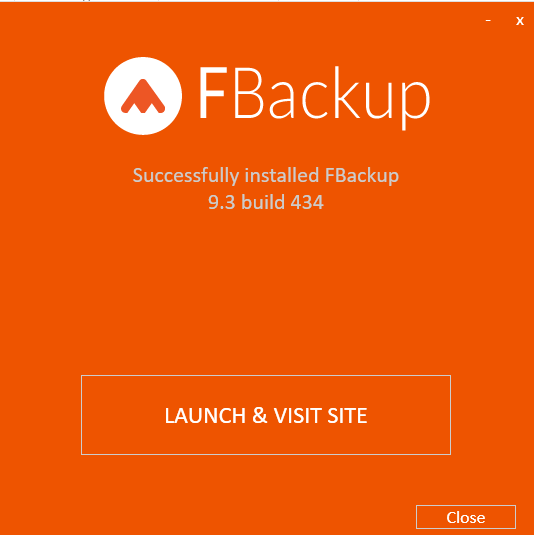 - x
FBackup
Successfully installed FBackup
9.3 build 434
LAUNCH & VISIT SITE
Close